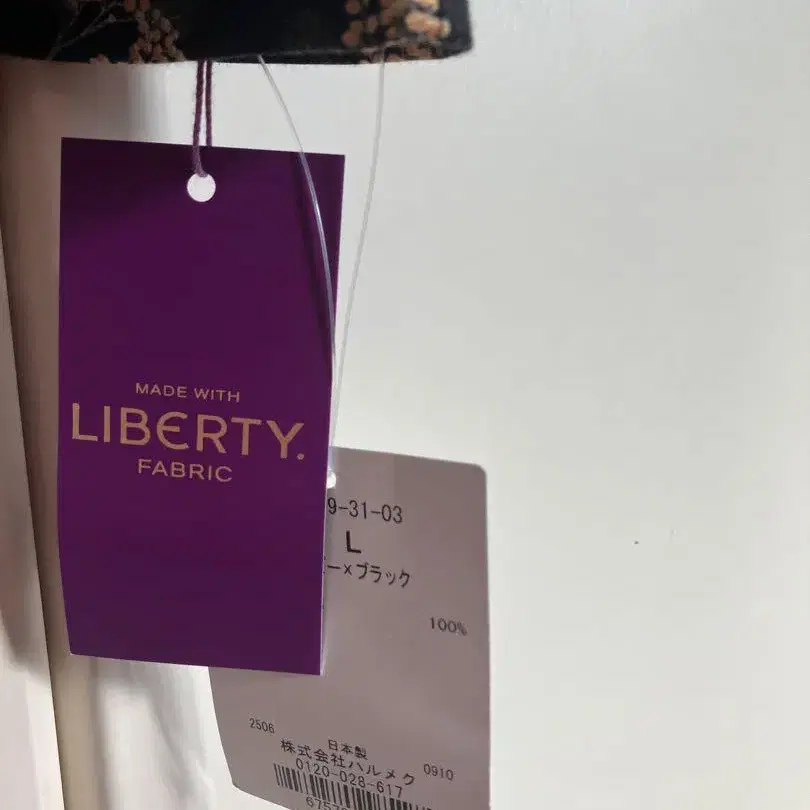 MADE WITH
LIBERTY.
FABRIC
9-31-03
L
ー×ブラック
100%
2506
日本製
0910
株式会社ハルメク
0120-028-617